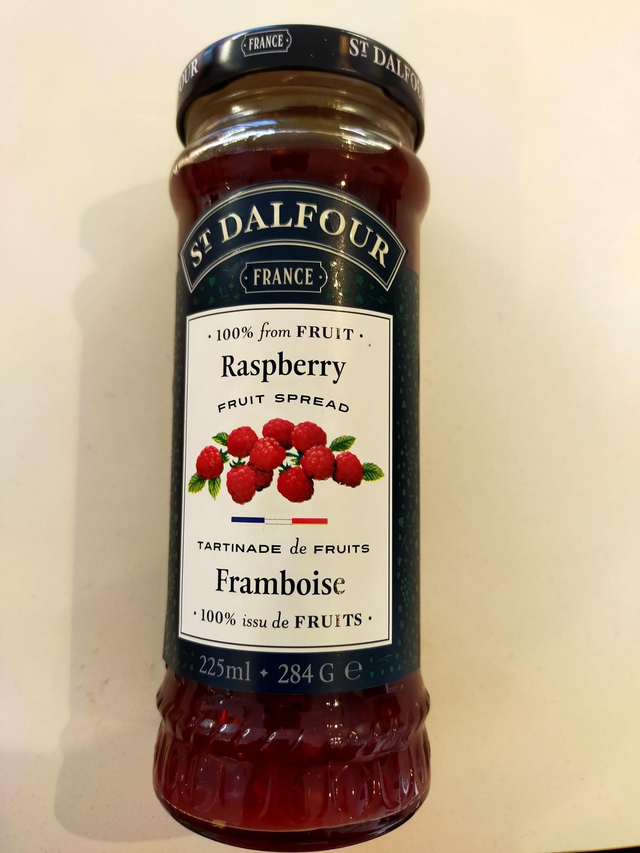 FRANCE
ST DALFO
ST DALFOUR
FRANCE
· 100% from FRUIT ·
Raspberry
FRUIT SPREAD
TARTINADE de FRUITS
Framboise
· 100% issu de FRUITS ·
225ml ✦ 284 G ℮